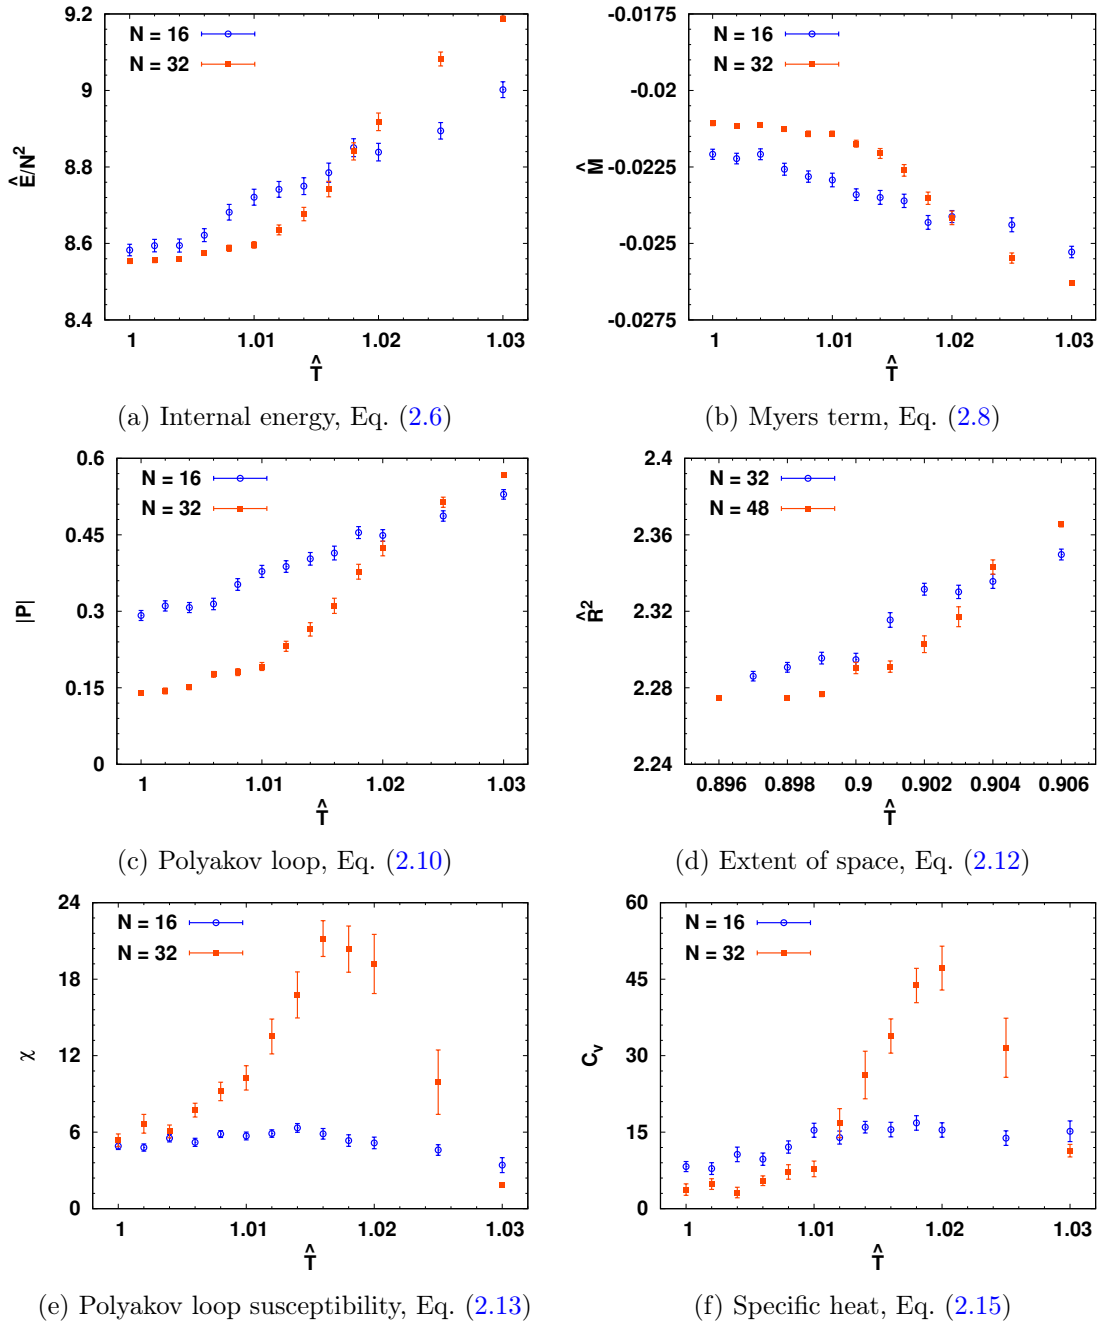 9.2
9
8.8
8.6
8.4
Ê/N²
N = 16
N = 32
1
1.01
1.02
1.03
T̂
(a) Internal energy, Eq. (2.6)
-0.0175
-0.02
-0.0225
-0.025
-0.0275
M̂
N = 16
N = 32
1
1.01
1.02
1.03
T̂
(b) Myers term, Eq. (2.8)
0.6
0.45
0.3
0.15
0
|P|
N = 16
N = 32
1
1.01
1.02
1.03
T̂
(c) Polyakov loop, Eq. (2.10)
2.4
2.36
2.32
2.28
2.24
R̂²
N = 32
N = 48
0.896
0.898
0.9
0.902
0.904
0.906
T̂
(d) Extent of space, Eq. (2.12)
24
18
12
6
0
χ
N = 16
N = 32
1
1.01
1.02
1.03
T̂
(e) Polyakov loop susceptibility, Eq. (2.13)
60
45
30
15
0
Cᵥ
N = 16
N = 32
1
1.01
1.02
1.03
T̂
(f) Specific heat, Eq. (2.15)